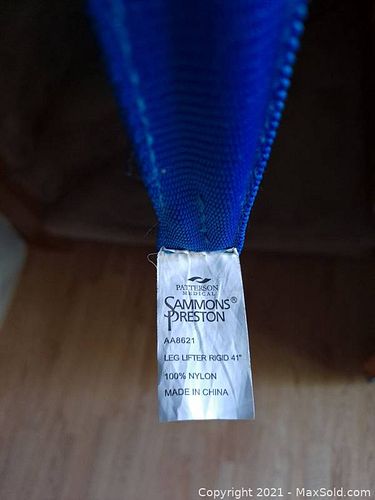 PATTERSON
MEDICAL
SAMMONS®
PRESTON
AA8621
LEG LIFTER RIGID 41"
100% NYLON
MADE IN CHINA
Copyright 2021 - MaxSold.com